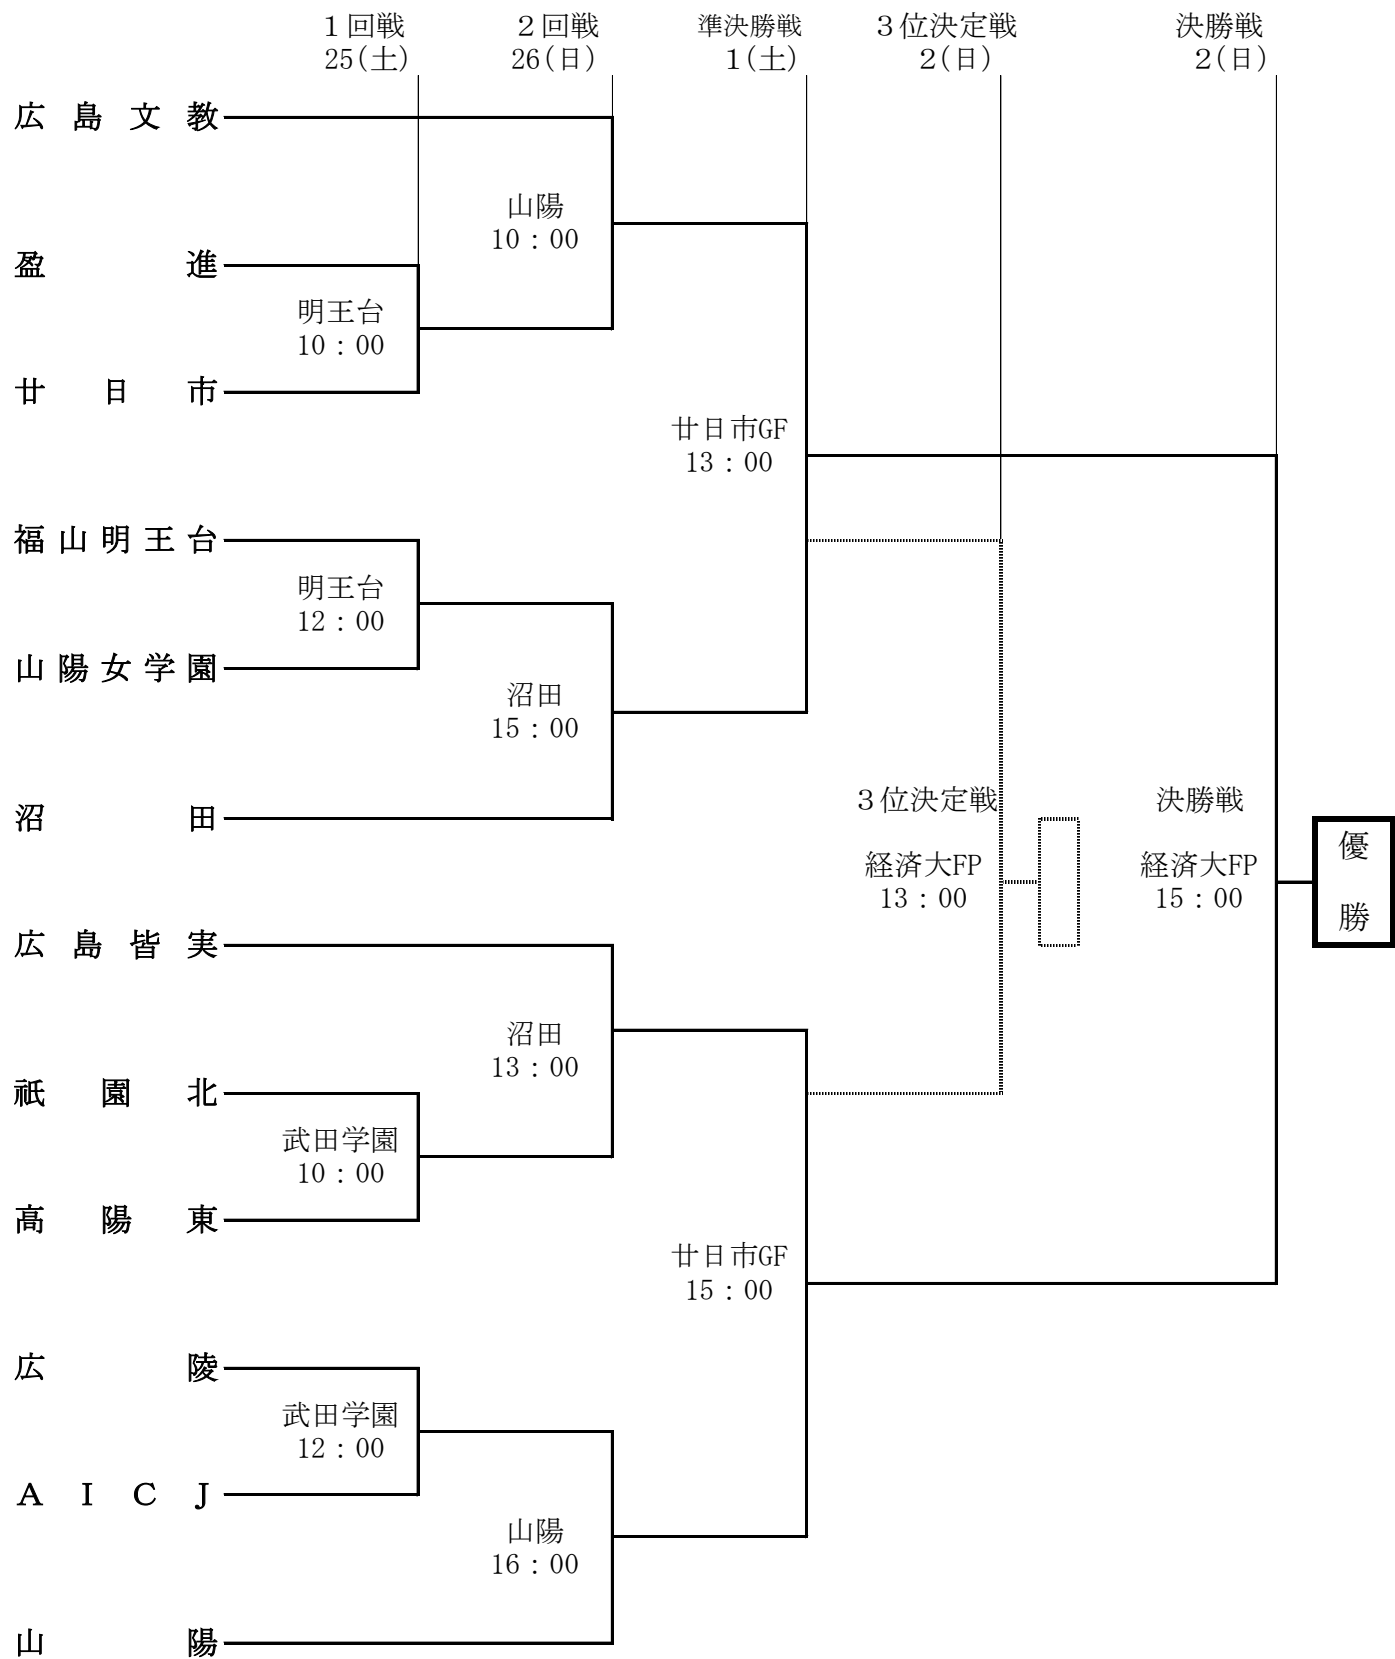 １回戦 ２回戦 準決勝戦 ３位決定戦 決勝戦
25(土) 26(日) １(土) ２(日) ２(日)
広島文教
山陽
10：00
盈進
明王台
10：00
廿日市
廿日市GF
13：00
福山明王台
明王台
12：00
山陽女学園
沼田
15：00
３位決定戦 決勝戦
沼田
優
勝
経済大FP 経済大FP
13：00 15：00
広島皆実
沼田
13：00
祇園北
武田学園
10：00
高陽東
廿日市GF
15：00
広陵
武田学園
12：00
ＡＩＣＪ
山陽
16：00
山陽